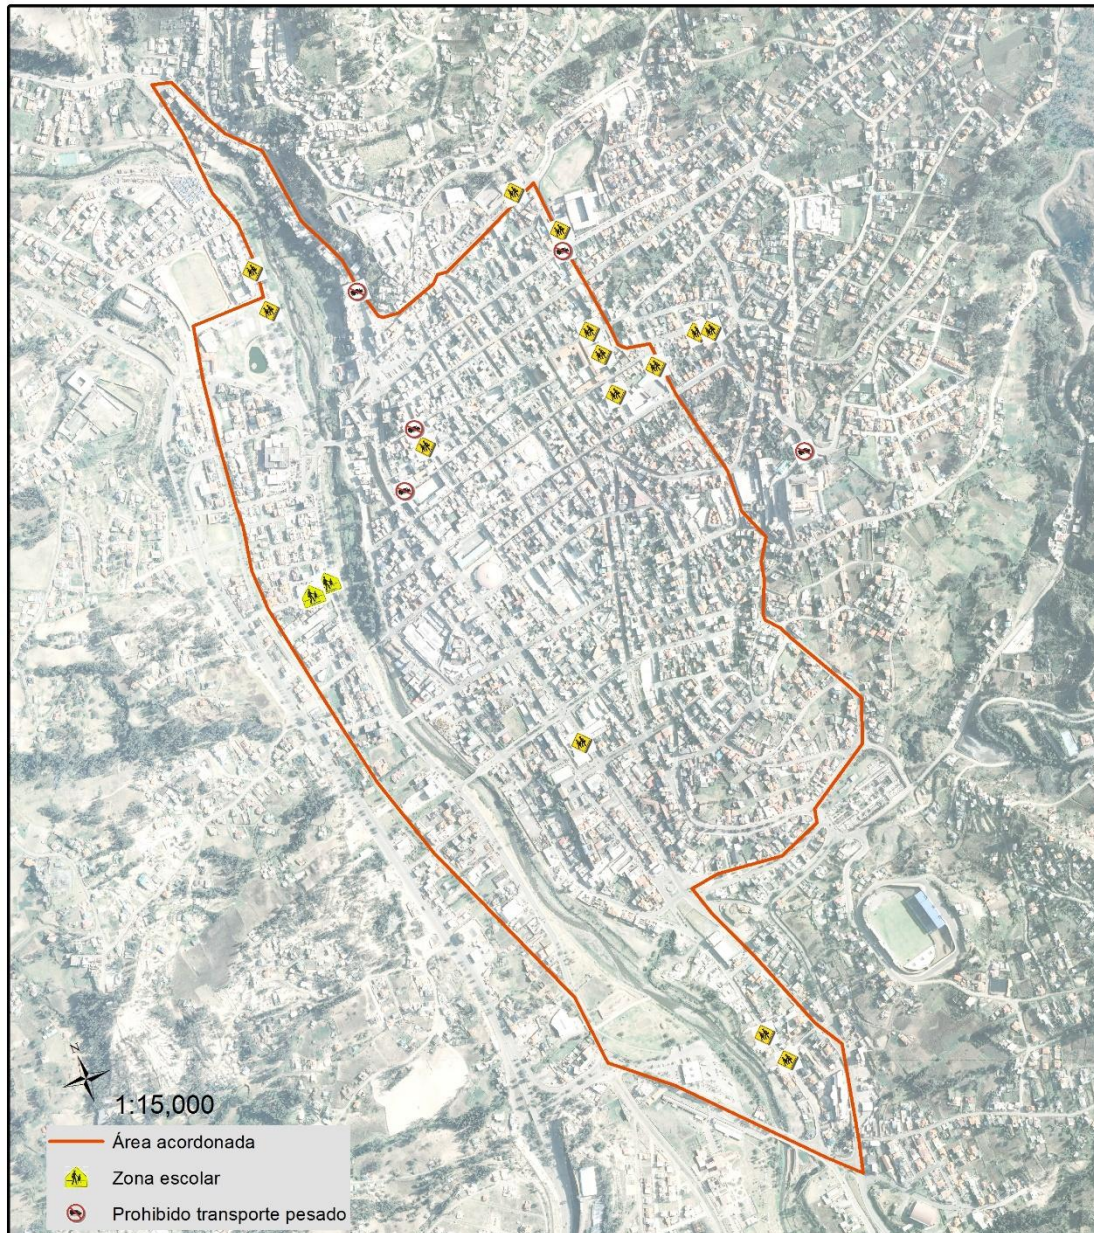 N
1:15,000
Área acordonada
Zona escolar
Prohibido transporte pesado